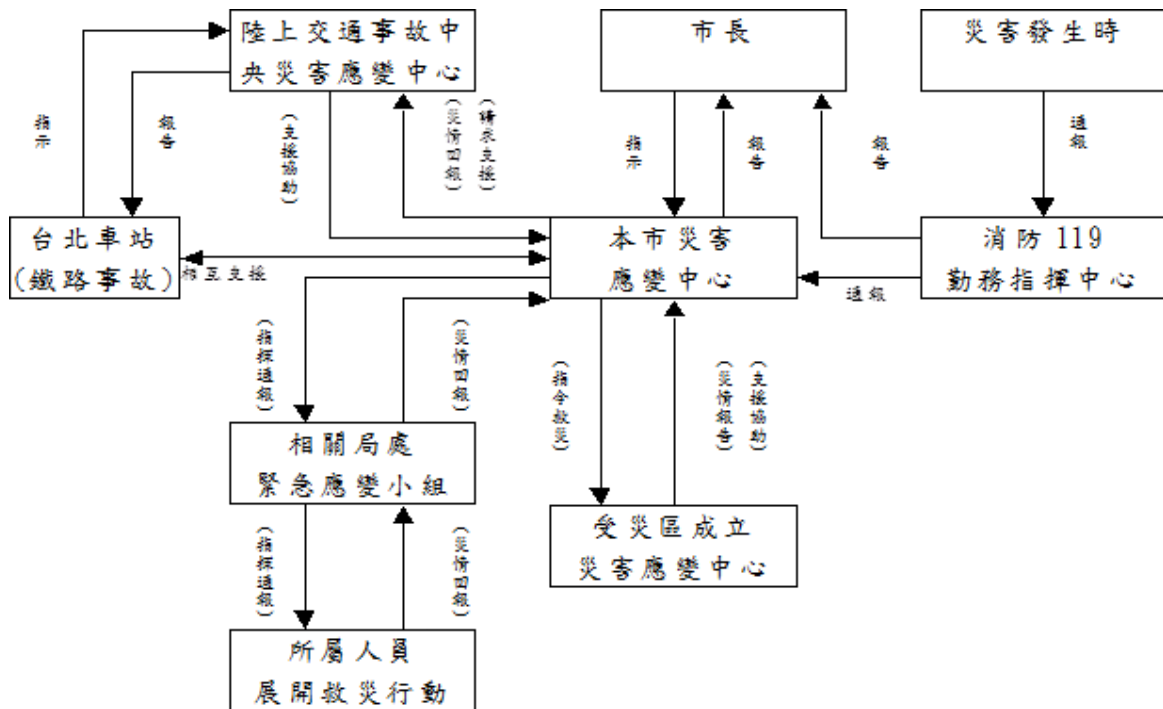 陸上交通事故中
央災害應變中心
市長
災害發生時
指示
報告
(支援協助)
(災情回報)
(請求支援)
指示
報告
報告
通報
台北車站
(鐵路事故)
相互支援
本市災害
應變中心
通報
消防 119
勤務指揮中心
(指揮通報)
(災情回報)
(指令救災)
(災情報告)
(支援協助)
相關局處
緊急應變小組
(指揮通報)
(災情回報)
受災區成立
災害應變中心
所屬人員
展開救災行動